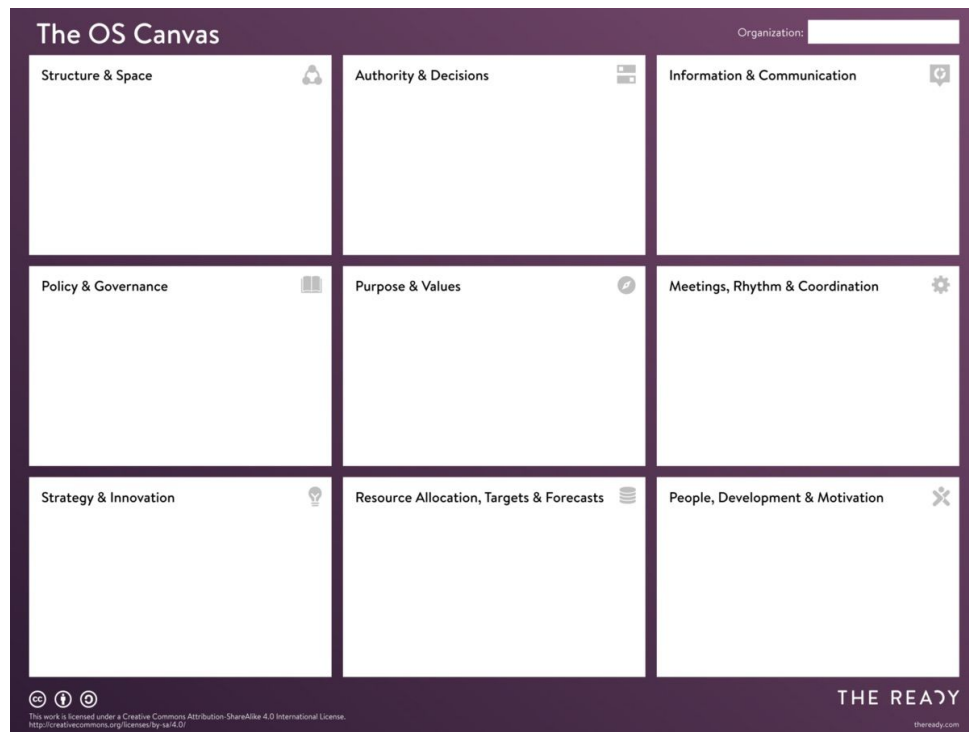 The OS Canvas
Organization:
Structure & Space
Authority & Decisions
Information & Communication
Policy & Governance
Purpose & Values
Meetings, Rhythm & Coordination
Strategy & Innovation
Resource Allocation, Targets & Forecasts
People, Development & Motivation
cc
This work is licensed under a Creative Commons Attribution-ShareAlike 4.0 International License.
http://creativecommons.org/licenses/by-sa/4.0/
THE READY
theready.com